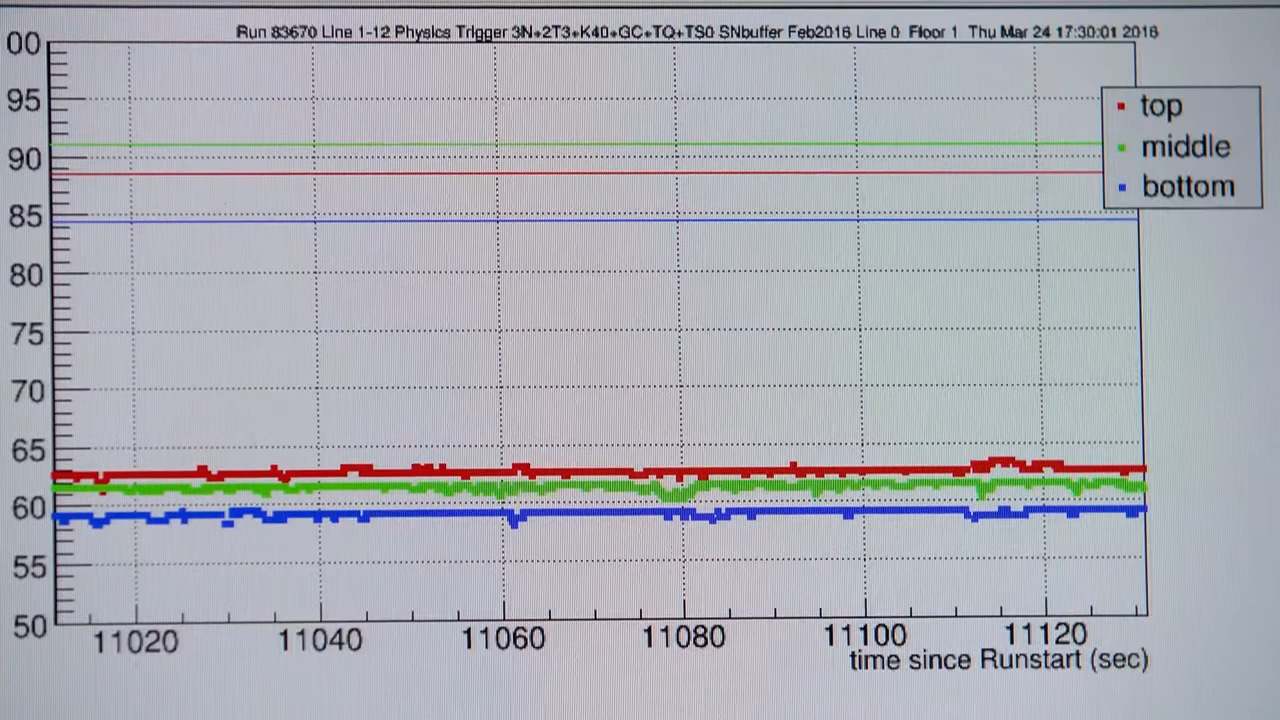 Run 83670 Line 1-12 Physics Trigger 3N+2T3+K40+GC+TQ+TS0 SNbuffer Feb2016 Line 0 Floor 1 Thu Mar 24 17:30:01 2016
00
95
90
85
80
75
70
65
60
55
50
top
middle
bottom
11020 11040 11060 11080 11100 11120
time since Runstart (sec)